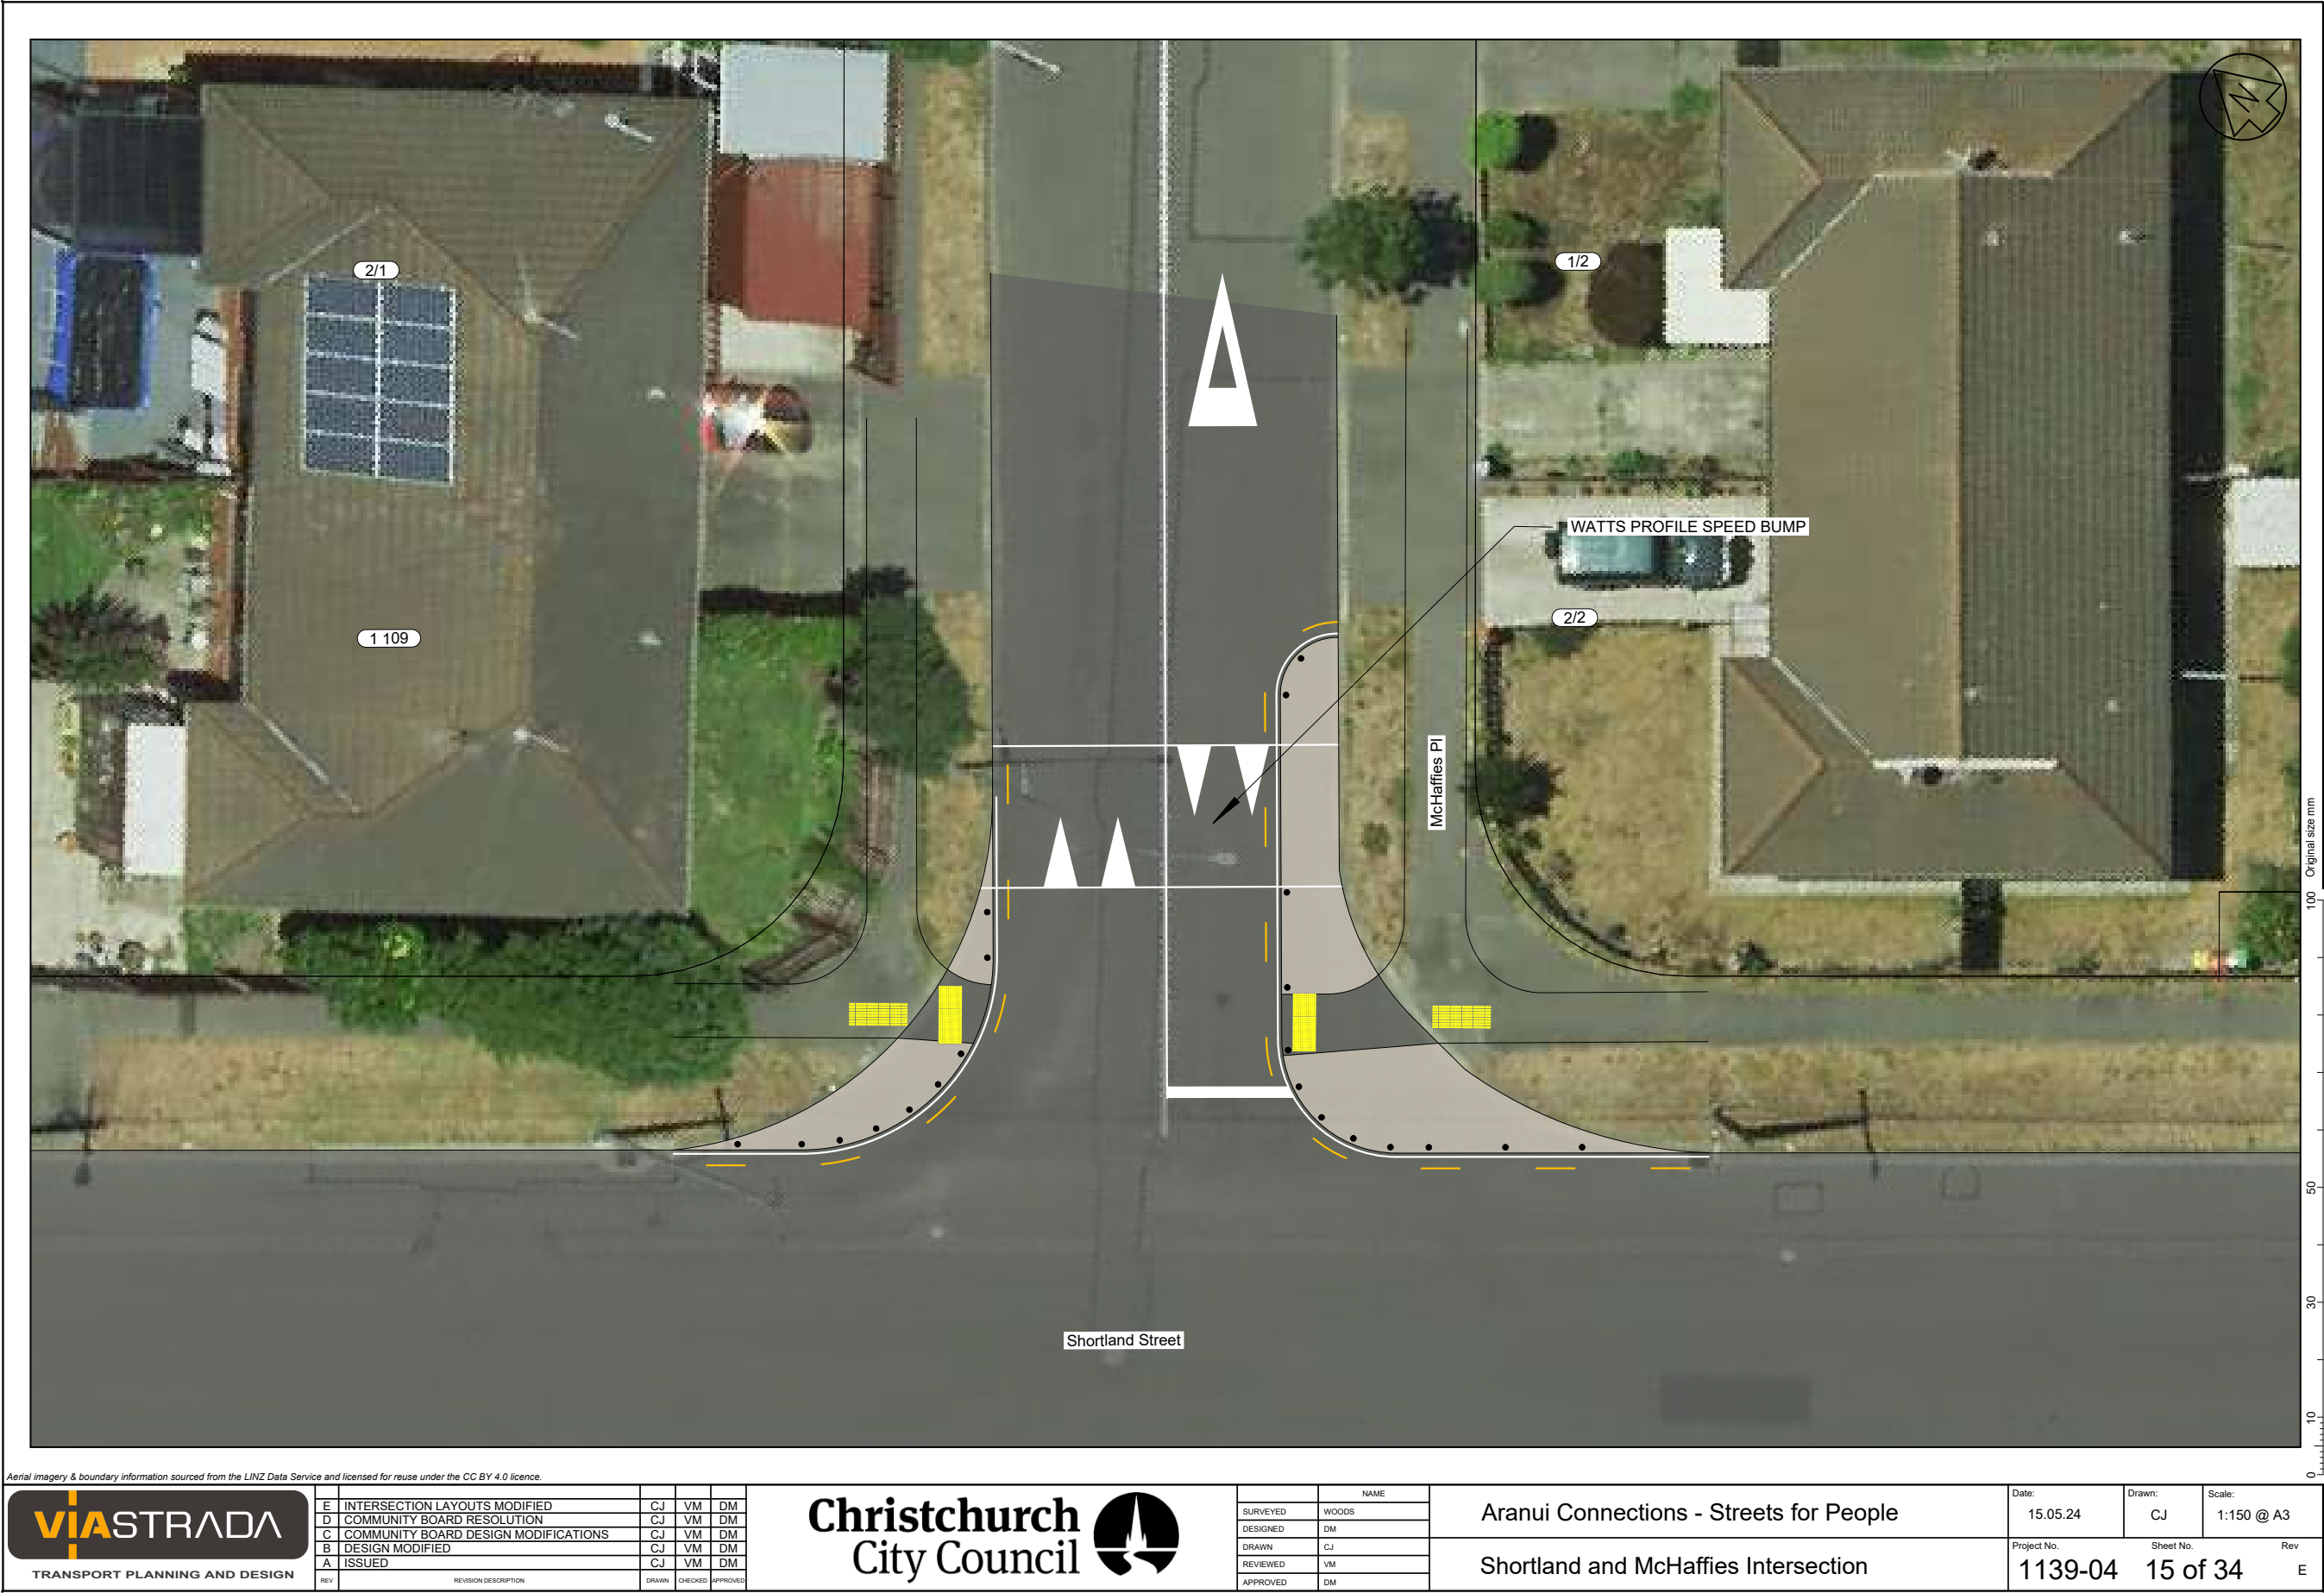 N
2/1
1/2
WATTS PROFILE SPEED BUMP
2/2
1 109
McHaffies Pl
Shortland Street
0 10 30 50 100 Original size mm
Aerial imagery & boundary information sourced from the LINZ Data Service and licensed for reuse under the CC BY 4.0 licence.
VIASTRADA
TRANSPORT PLANNING AND DESIGN
E INTERSECTION LAYOUTS MODIFIED CJ VM DM
D COMMUNITY BOARD RESOLUTION CJ VM DM
C COMMUNITY BOARD DESIGN MODIFICATIONS CJ VM DM
B DESIGN MODIFIED CJ VM DM
A ISSUED CJ VM DM
REV REVISION DESCRIPTION DRAWN CHECKED APPROVED
Christchurch
City Council
NAME
SURVEYED WOODS
DESIGNED DM
DRAWN CJ
REVIEWED VM
APPROVED DM
Aranui Connections - Streets for People
Shortland and McHaffies Intersection
Date: Drawn: Scale:
15.05.24 CJ 1:150 @ A3
Project No. Sheet No. Rev
1139-04 15 of 34 E